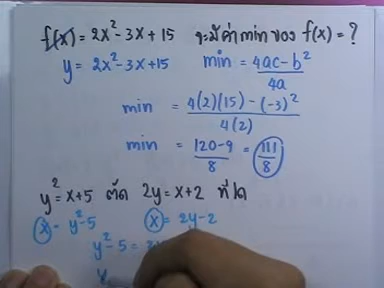 f(x) = 2x² - 3x + 15 จะมีค่า min ของ f(x) = ?
y = 2x² - 3x + 15 min = 4ac - b² / 4a
min = 4(2)(15) - (-3)² / 4(2)
min = 120 - 9 / 8 = 111 / 8
y² = x + 5 ตัด 2y = x + 2 ที่ใด
x = y² - 5 x = 2y - 2
y² - 5 =